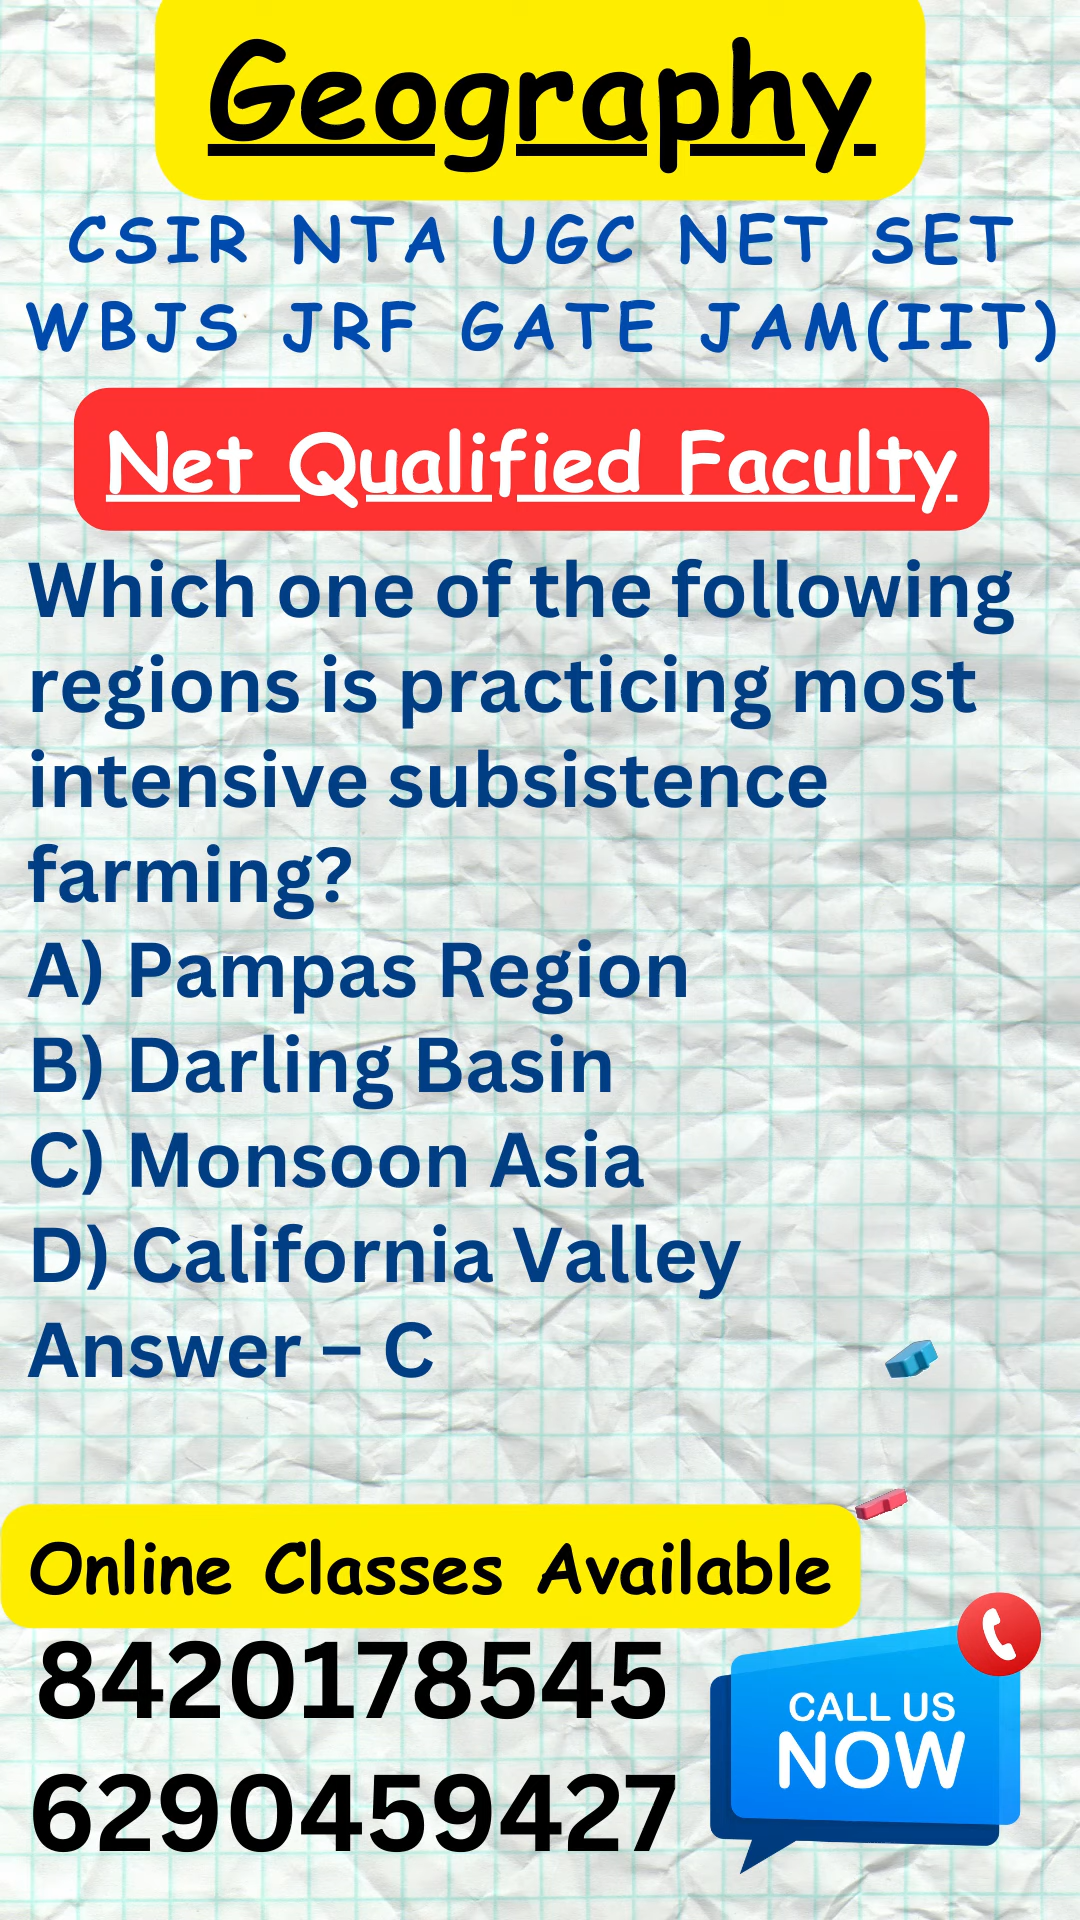 Geography
CSIR NTA UGC NET SET
WBJS JRF GATE JAM(IIT)
Net Qualified Faculty
Which one of the following
regions is practicing most
intensive subsistence
farming?
A) Pampas Region
B) Darling Basin
C) Monsoon Asia
D) California Valley
Answer – C
Online Classes Available
8420178545
6290459427
CALL US
NOW